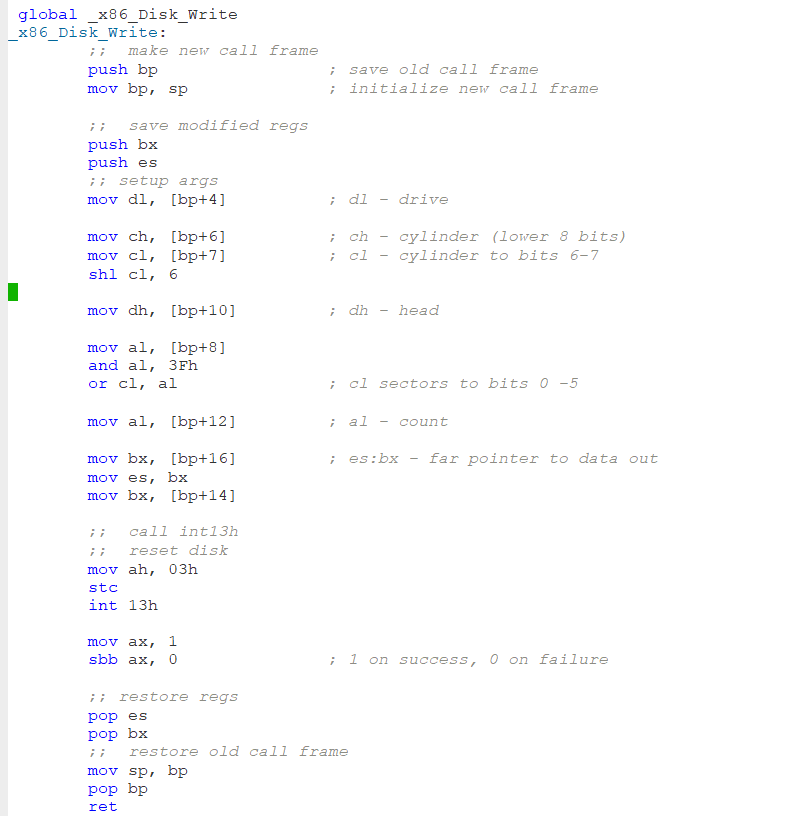 global _x86_Disk_Write
_x86_Disk_Write:
;; make new call frame
push bp ; save old call frame
mov bp, sp ; initialize new call frame
;; save modified regs
push bx
push es
;; setup args
mov dl, [bp+4] ; dl - drive
mov ch, [bp+6] ; ch - cylinder (lower 8 bits)
mov cl, [bp+7] ; cl - cylinder to bits 6-7
shl cl, 6
mov dh, [bp+10] ; dh - head
mov al, [bp+8]
and al, 3Fh
or cl, al ; cl sectors to bits 0 -5
mov al, [bp+12] ; al - count
mov bx, [bp+16] ; es:bx - far pointer to data out
mov es, bx
mov bx, [bp+14]
;; call int13h
;; reset disk
mov ah, 03h
stc
int 13h
mov ax, 1
sbb ax, 0 ; 1 on success, 0 on failure
;; restore regs
pop es
pop bx
;; restore old call frame
mov sp, bp
pop bp
ret